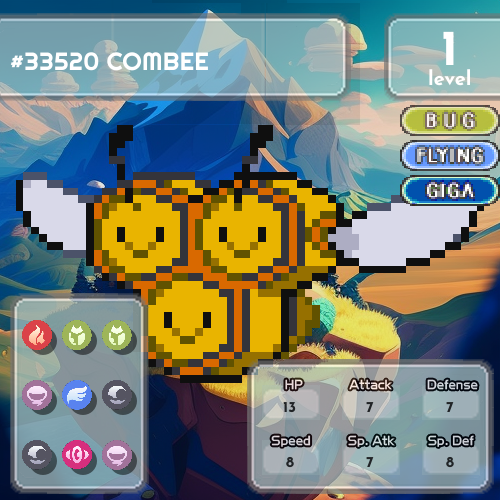 #33520 COMBEE
1
level
BUG
FLYING
GIGA
HP Attack Defense
13 7 7
Speed Sp. Atk Sp. Def
8 7 8